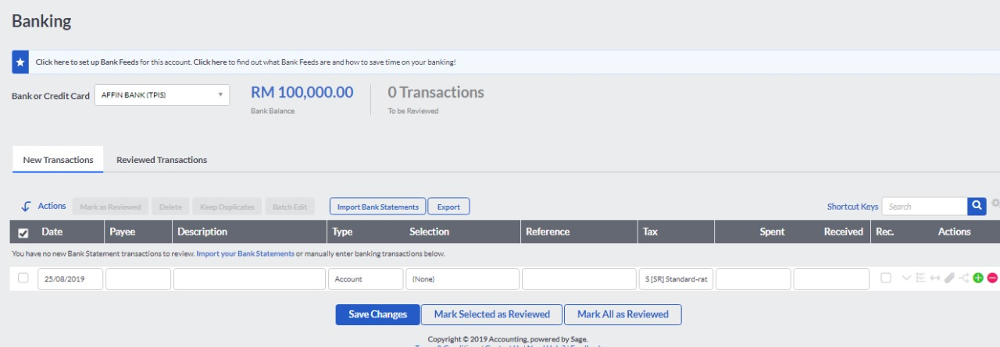 Banking
Click here to set up Bank Feeds for this account. Click here to find out what Bank Feeds are and how to save time on your banking!
Bank or Credit Card AFFIN BANK (TPIS) RM 100,000.00 0 Transactions
Bank Balance To be Reviewed
New Transactions Reviewed Transactions
Actions Mark as Reviewed Delete Keep Duplicates Batch Edit Import Bank Statements Export Shortcut Keys Search
Date Payee Description Type Selection Reference Tax Spent Received Rec. Actions
You have no new Bank Statement transactions to review. Import your Bank Statements or manually enter banking transactions below.
25/08/2019 Account (None) S [SR] Standard-rat
Save Changes Mark Selected as Reviewed Mark All as Reviewed
Copyright © 2019 Accounting, powered by Sage.